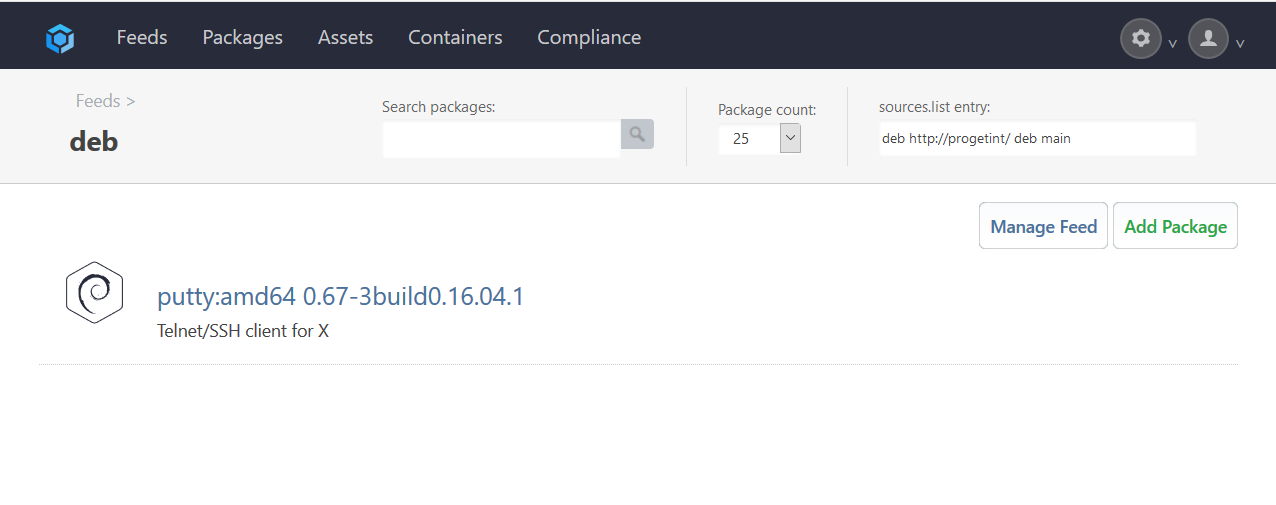 Feeds Packages Assets Containers Compliance
Feeds >
deb
Search packages:
Package count:
25
sources.list entry:
deb http://progetint/ deb main
Manage Feed Add Package
putty:amd64 0.67-3build0.16.04.1
Telnet/SSH client for X